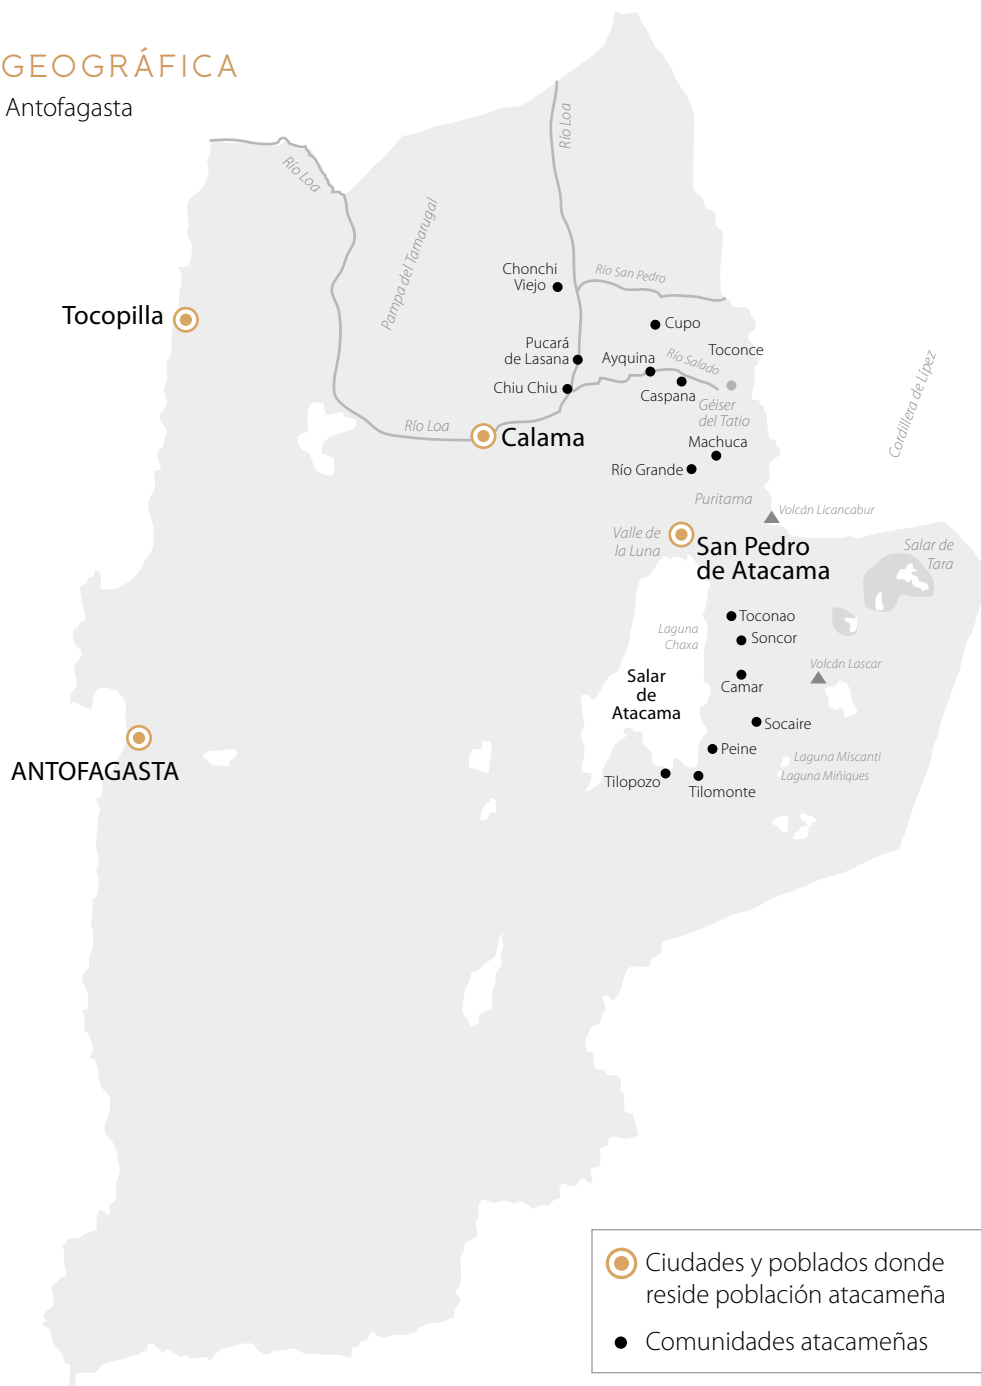 GEOGRÁFICA
Antofagasta
Río Loa
Río Loa
Pampa del Tamarugal
Chonchi
Viejo
Río San Pedro
Tocopilla
Cupo
Pucará
de Lasana
Ayquina
Río Salado
Toconce
Cordillera de Lípez
Chiu Chiu
Caspana
Géiser
del Tatio
Río Loa
Calama
Machuca
Río Grande
Puritama
Volcán Licancabur
Valle de
la Luna
San Pedro
de Atacama
Salar de
Tara
Toconao
Laguna
Chaxa
Soncor
Volcán Lascar
Salar
de
Atacama
Camar
Socaire
Peine
Laguna Miscanti
Laguna Miñiques
ANTOFAGASTA
Tilopozo
Tilomonte
Ciudades y poblados donde
reside población atacameña
Comunidades atacameñas